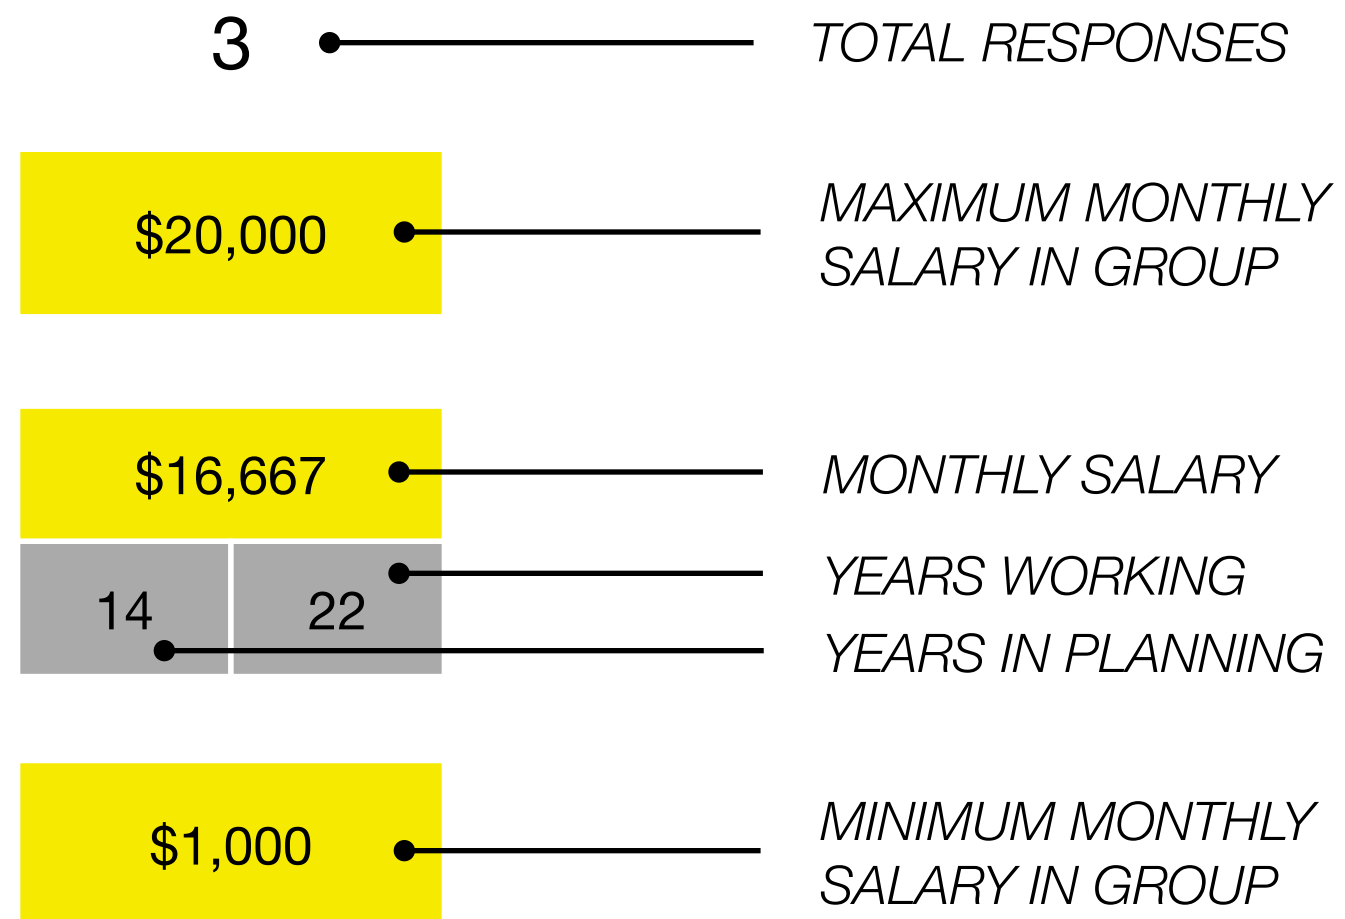 3 TOTAL RESPONSES
$20,000 MAXIMUM MONTHLY
SALARY IN GROUP
$16,667 MONTHLY SALARY
YEARS WORKING
14 22
YEARS IN PLANNING
$1,000 MINIMUM MONTHLY
SALARY IN GROUP